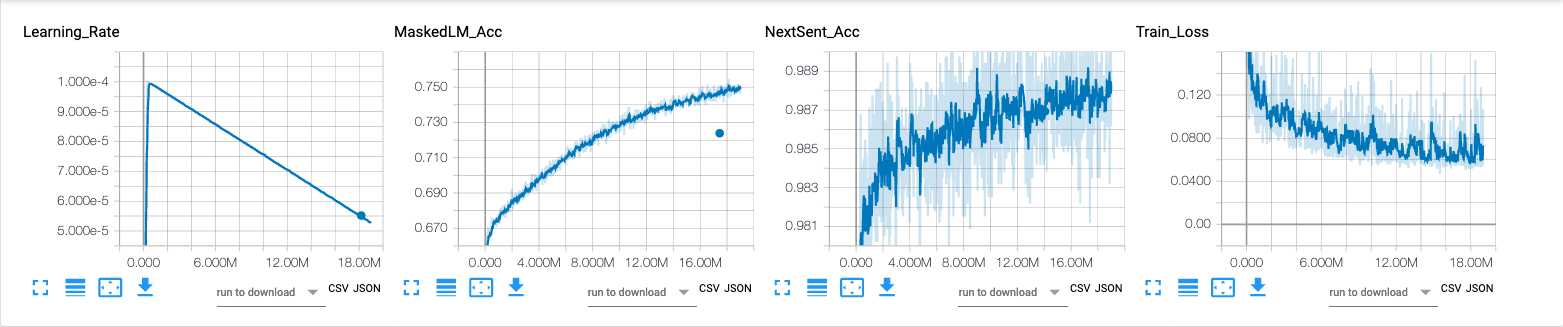 Learning_Rate
1.000e-4
9.000e-5
8.000e-5
7.000e-5
6.000e-5
5.000e-5
0.000 6.000M 12.00M 18.00M
run to download CSV JSON
MaskedLM_Acc
0.750
0.730
0.710
0.690
0.670
0.000 4.000M 8.000M 12.00M 16.00M
run to download CSV JSON
NextSent_Acc
0.989
0.987
0.985
0.983
0.981
0.000 4.000M 8.000M 12.00M 16.00M
run to download CSV JSON
Train_Loss
0.120
0.0800
0.0400
0.00
0.000 6.000M 12.00M 18.00M
run to download CSV JSON